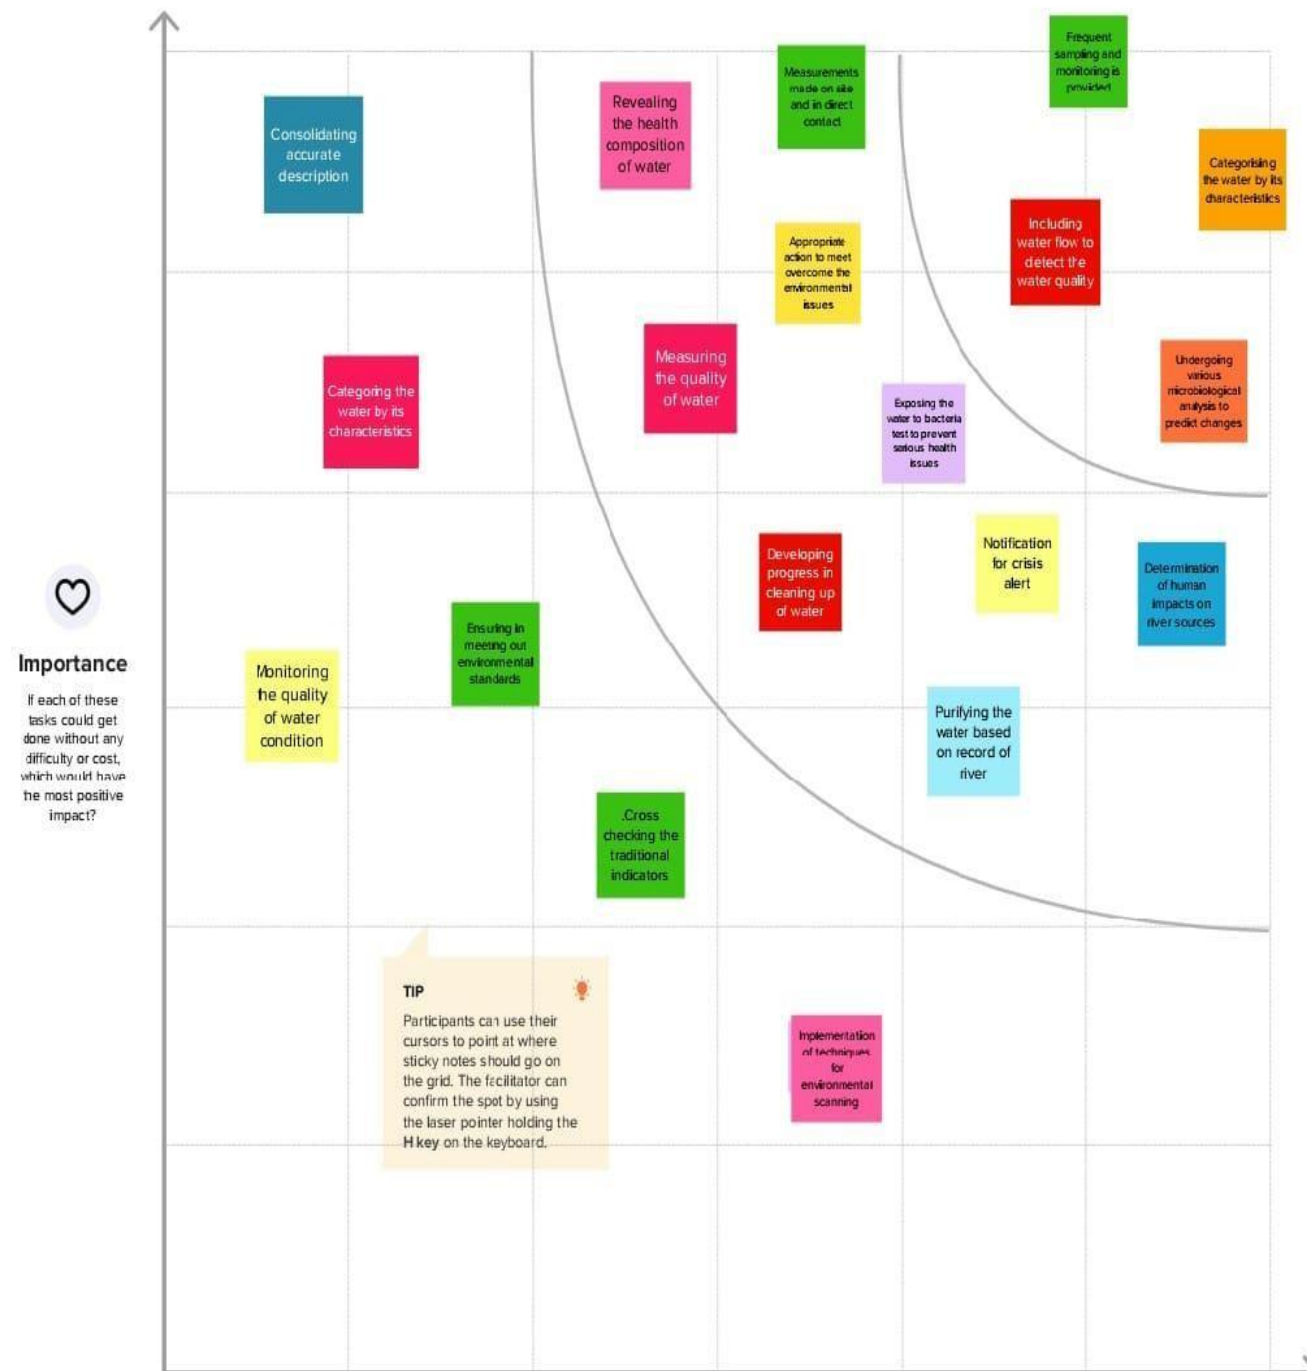 Frequent
sampling and
monitoring is
provided
Measurements
made on site
and in direct
contact
Revealing
the health
composition
of water
Consolidating
accurate
description
Categorising
the water by its
characteristics
Including
water flow to
detect the
water quality
Appropriate
action to meet
overcome the
environmental
issues
Measuring
the quality
of water
Undergoing
various
microbiological
analysis to
predict changes
Categoring the
water by its
characteristics
Exposing the
water to bacteria
test to prevent
serious health
issues
Notification
for crisis
alert
Developing
progress in
cleaning up
of water
Determination
of human
impacts on
river sources
Ensuring in
meeting out
environmental
standards
Monitoring
the quality
of water
condition
Importance
If each of these
tasks could get
done without any
difficulty or cost,
which would have
the most positive
impact?
Purifying the
water based
on record of
river
.Cross
checking the
traditional
indicators
TIP
Participants can use their
cursors to point at where
sticky notes should go on
the grid. The facilitator can
confirm the spot by using
the laser pointer holding the
H key on the keyboard.
Implementation
of techniques
for
environmental
scanning